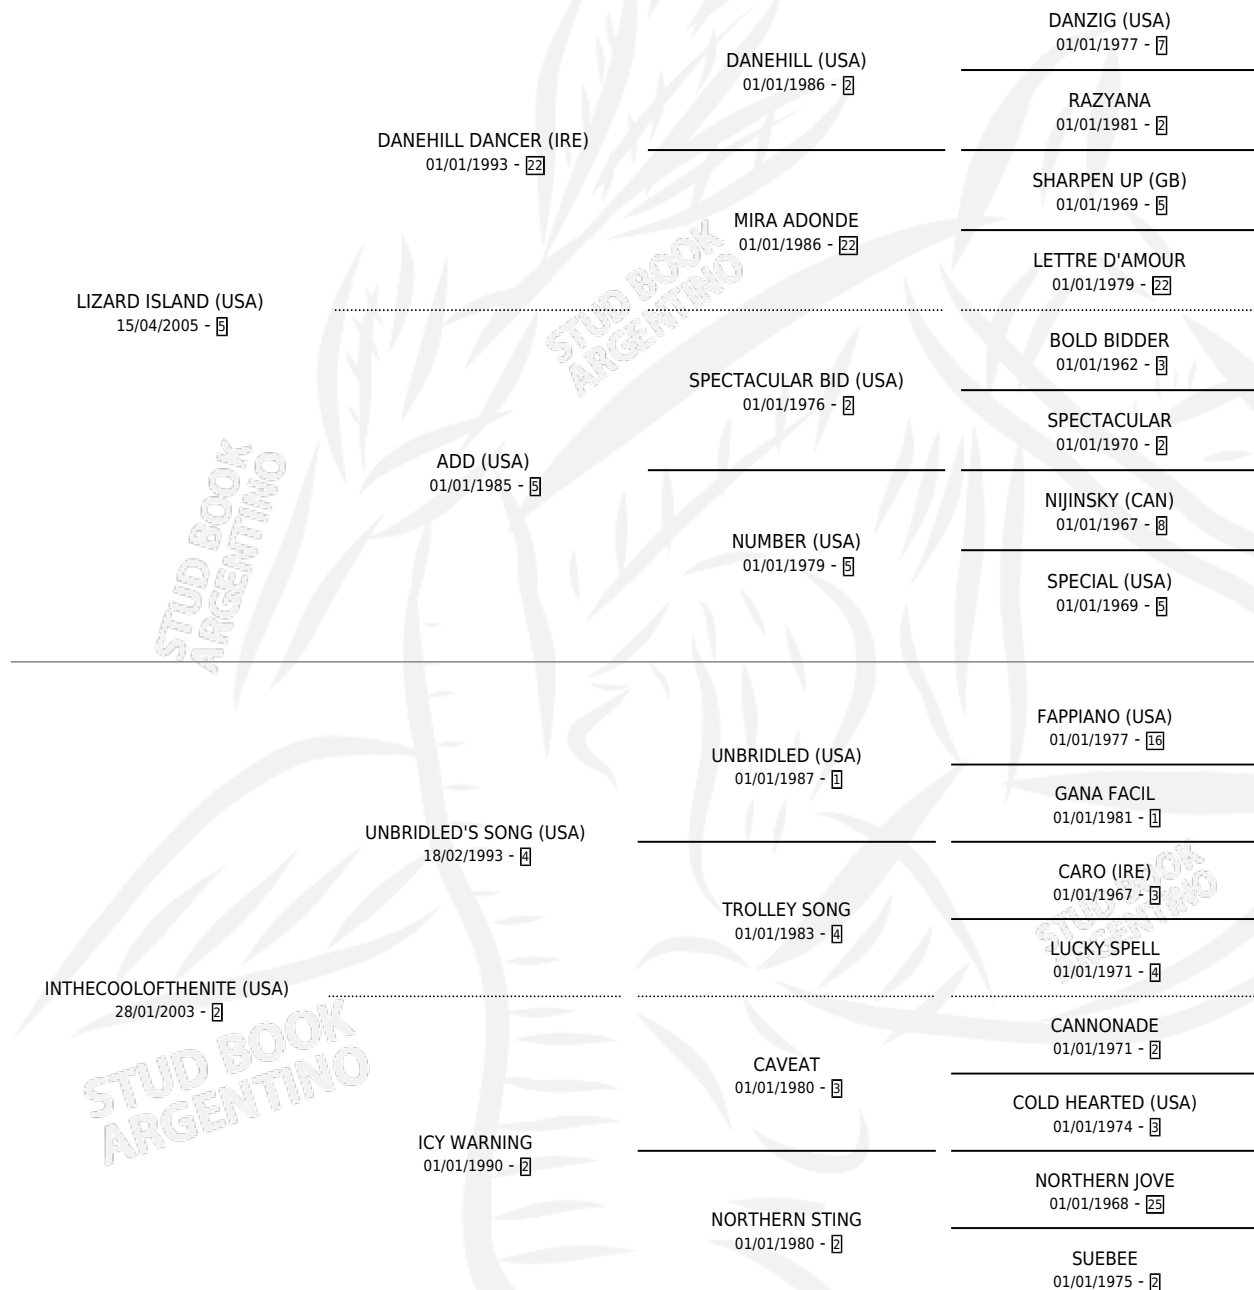 DANZIG (USA)
01/01/1977 - 7
DANEHILL (USA)
01/01/1986 - 2
RAZYANA
01/01/1981 - 2
DANEHILL DANCER (IRE)
01/01/1993 - 22
SHARPEN UP (GB)
01/01/1969 - 5
MIRA ADONDE
01/01/1986 - 22
LETTRE D'AMOUR
01/01/1979 - 22
LIZARD ISLAND (USA)
15/04/2005 - 5
BOLD BIDDER
01/01/1962 - 3
SPECTACULAR BID (USA)
01/01/1976 - 2
SPECTACULAR
01/01/1970 - 2
ADD (USA)
01/01/1985 - 5
NIJINSKY (CAN)
01/01/1967 - 8
NUMBER (USA)
01/01/1979 - 5
SPECIAL (USA)
01/01/1969 - 5
FAPPIANO (USA)
01/01/1977 - 16
UNBRIDLED (USA)
01/01/1987 - 1
GANA FACIL
01/01/1981 - 1
UNBRIDLED'S SONG (USA)
18/02/1993 - 4
CARO (IRE)
01/01/1967 - 3
TROLLEY SONG
01/01/1983 - 4
LUCKY SPELL
01/01/1971 - 4
INTHECOOLOFTHENITE (USA)
28/01/2003 - 2
CANNONADE
01/01/1971 - 2
CAVEAT
01/01/1980 - 3
COLD HEARTED (USA)
01/01/1974 - 3
ICY WARNING
01/01/1990 - 2
NORTHERN JOVE
01/01/1968 - 25
NORTHERN STING
01/01/1980 - 2
SUEBEE
01/01/1975 - 2
STUD BOOK
ARGENTINO
STUD BOOK
ARGENTINO
STUD BOOK
ARGENTINO
STUD BOOK
ARGENTINO